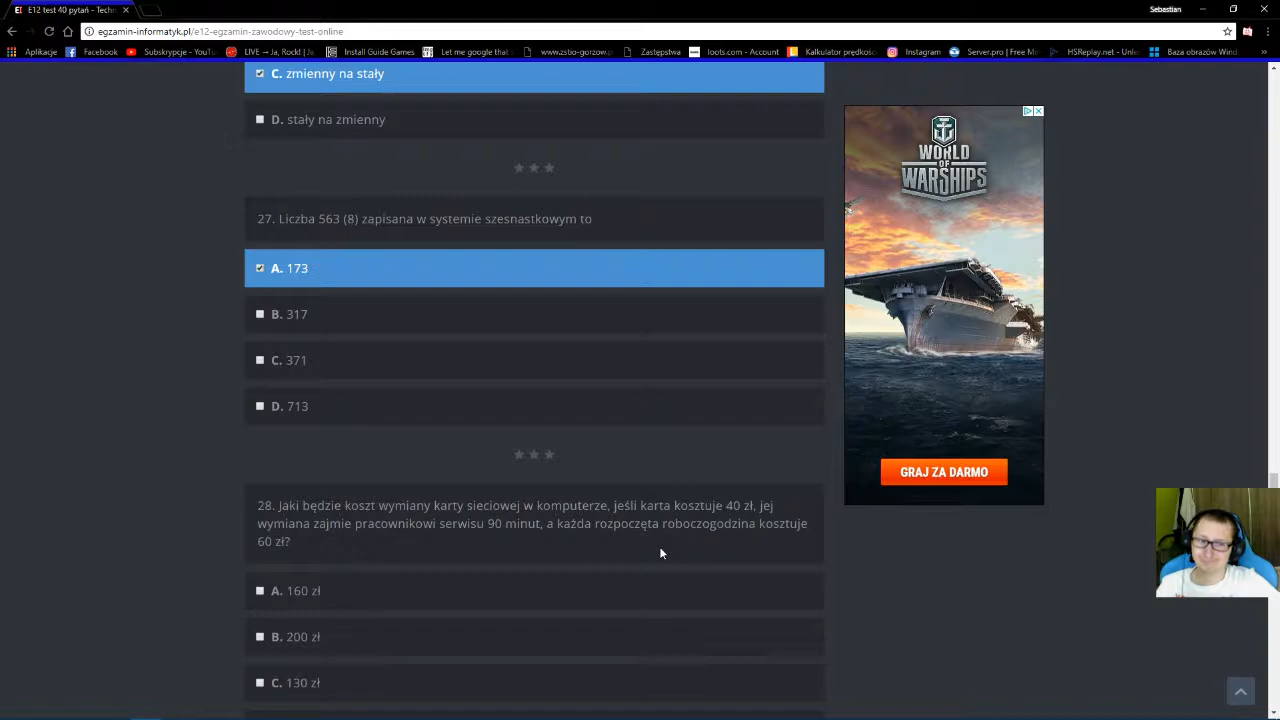 E12 test 40 pytań - Techn
Sebastian
egzamin-informatyk.pl/e12-egzamin-zawodowy-test-online
Aplikacje
Facebook
Subskrypcje - YouTu
LIVE → Ja, Rock! | Ja
Install Guide Games
Let me google that
www.zstio-gorzow.p
Zastępstwa
loots.com - Account
Kalkulator prędkośc
Instagram
Server.pro | Free Min
HSReplay.net - Unle
Baza obrazów Wind
C. zmienny na stały
D. stały na zmienny
27. Liczba 563 (8) zapisana w systemie szesnastkowym to
A. 173
B. 317
C. 371
D. 713
28. Jaki będzie koszt wymiany karty sieciowej w komputerze, jeśli karta kosztuje 40 zł, jej
wymiana zajmie pracownikowi serwisu 90 minut, a każda rozpoczęta roboczogodzina kosztuje
60 zł?
A. 160 zł
B. 200 zł
C. 130 zł
WORLD
OF
WARSHIPS
GRAJ ZA DARMO